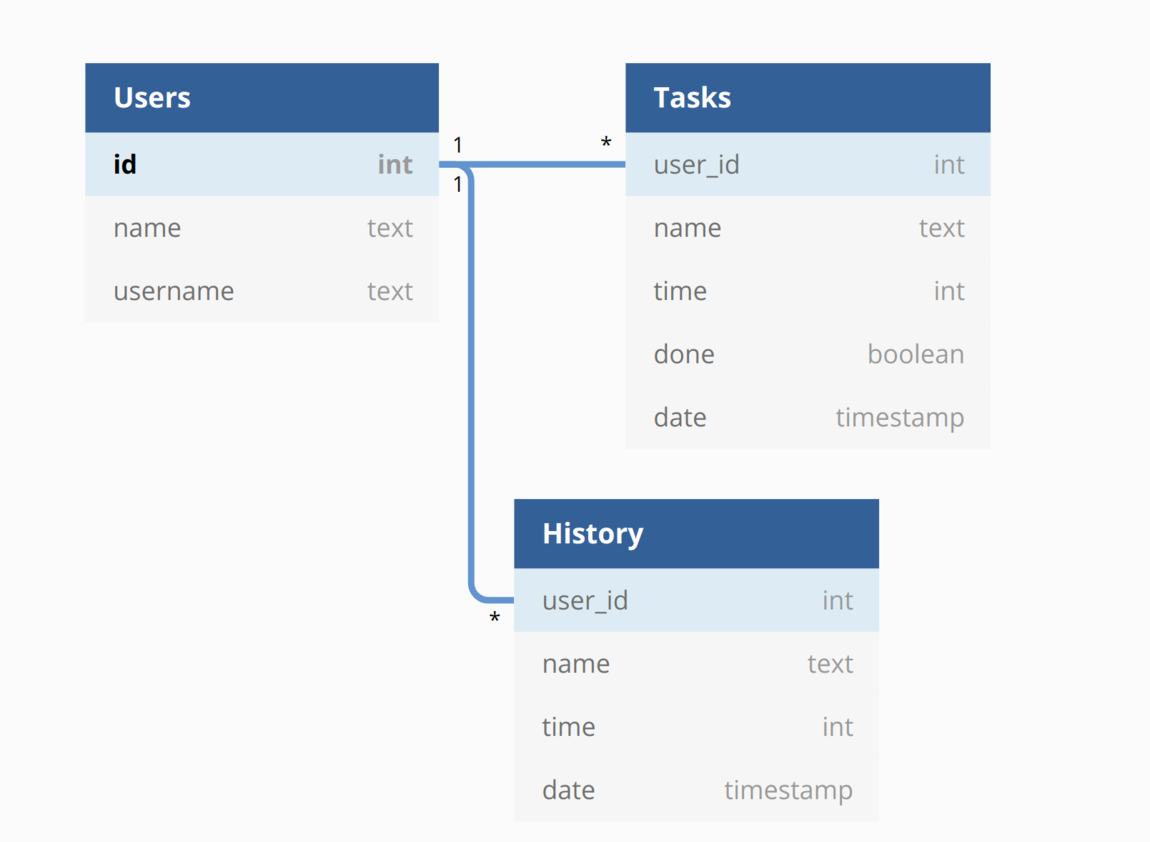 Users
id int
name text
username text
1 *
1
Tasks
user_id int
name text
time int
done boolean
date timestamp
*
History
user_id int
name text
time int
date timestamp